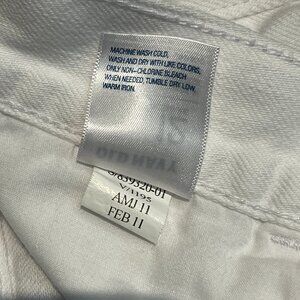 MACHINE WASH COLD,
WASH AND DRY WITH LIKE COLORS,
ONLY NON-CHLORINE BLEACH
WHEN NEEDED, TUMBLE DRY LOW,
WARM IRON.
OLD NAVY
AMJ 11
FEB 11